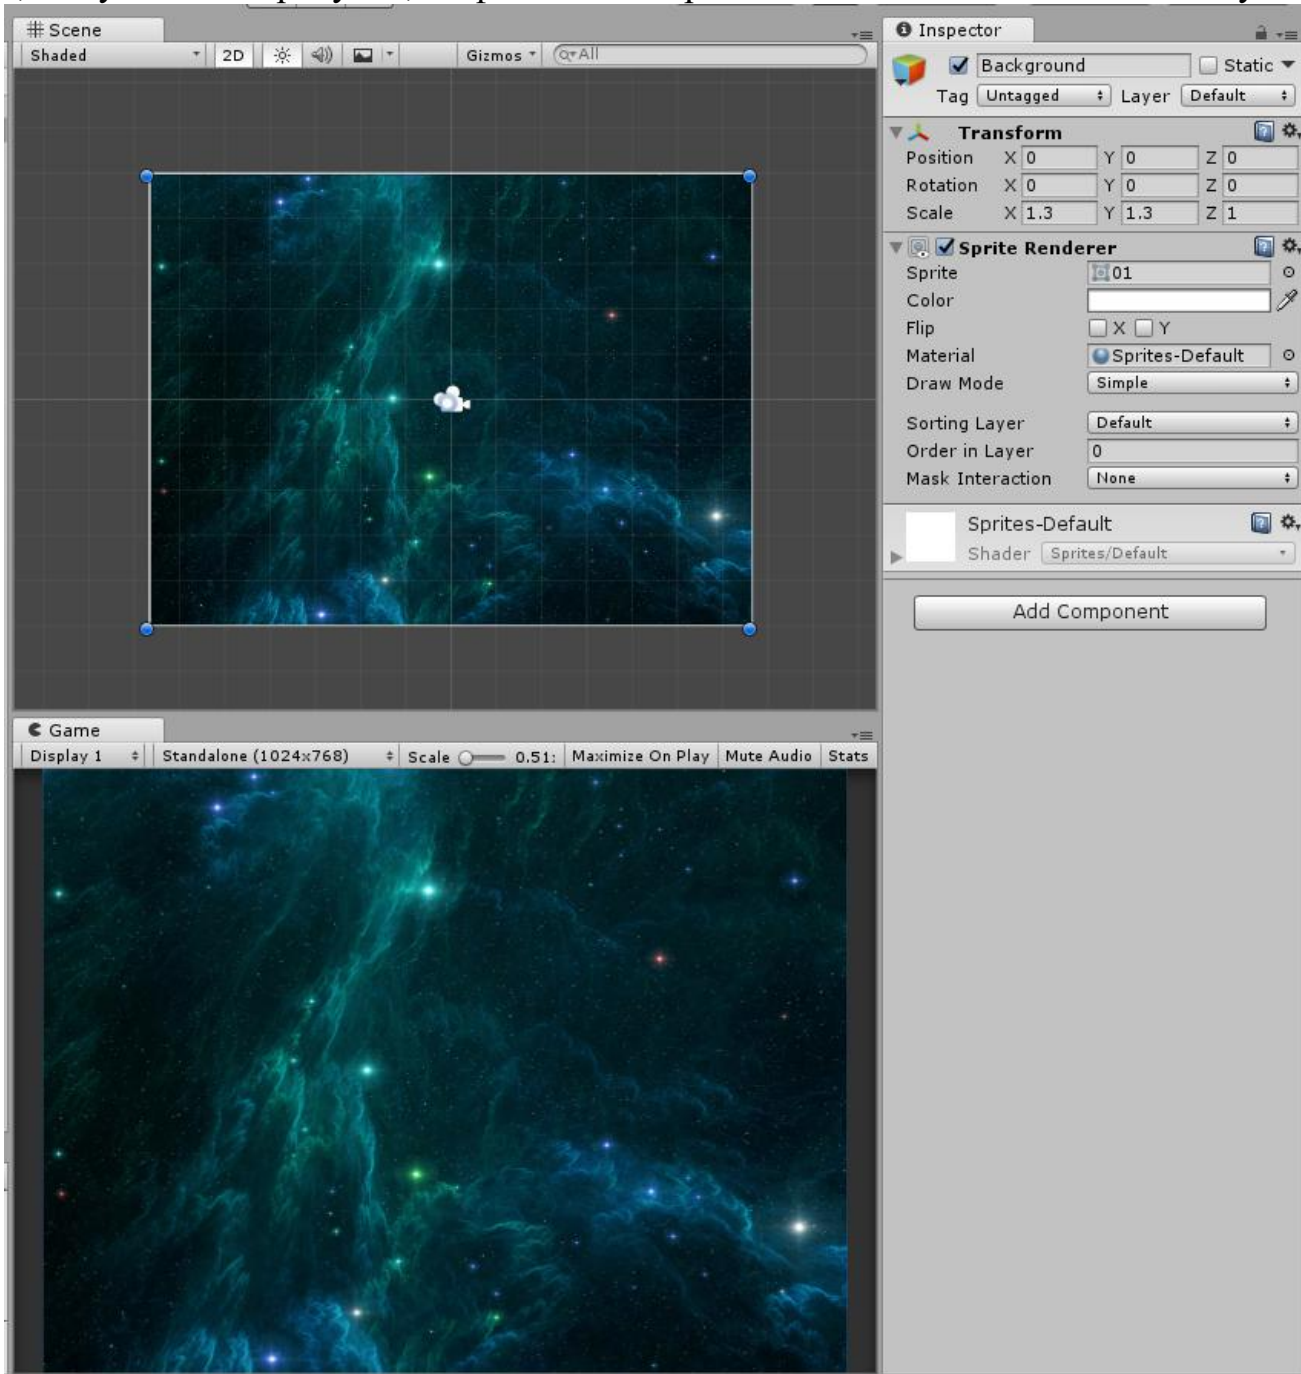 Scene
Shaded 2D Gizmos All
Game
Display 1 Standalone (1024x768) Scale 0.51: Maximize On Play Mute Audio Stats
Inspector
Background Static
Tag Untagged Layer Default
Transform
Position X 0 Y 0 Z 0
Rotation X 0 Y 0 Z 0
Scale X 1.3 Y 1.3 Z 1
Sprite Renderer
Sprite 01
Color
Flip X Y
Material Sprites-Default
Draw Mode Simple
Sorting Layer Default
Order in Layer 0
Mask Interaction None
Sprites-Default
Shader Sprites/Default
Add Component